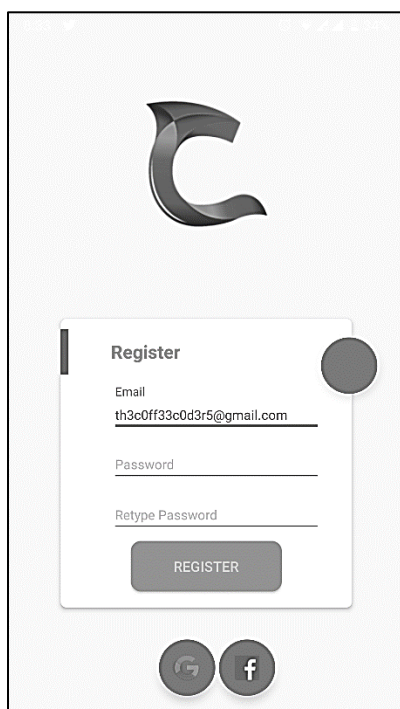 Register
Email
th3c0ff33c0d3r5@gmail.com
Password
Retype Password
REGISTER
G f